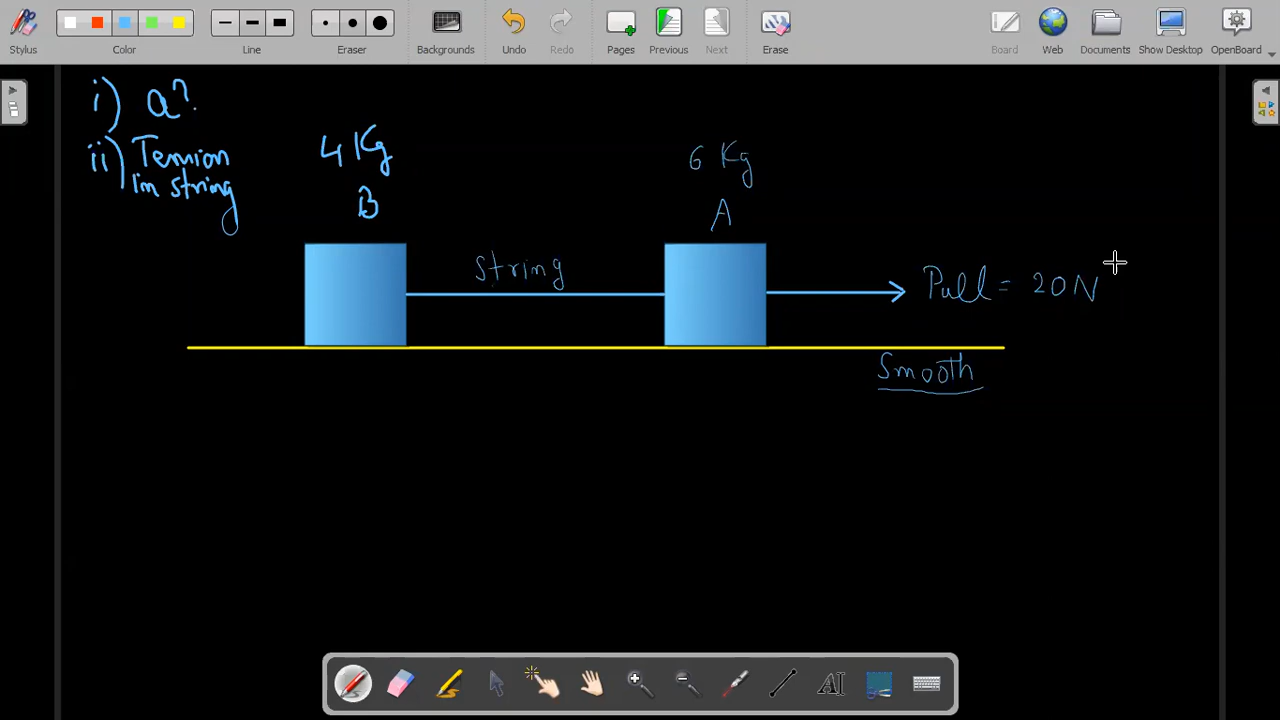 Stylus
Color
Line
Eraser
Backgrounds
Undo
Redo
Pages
Previous
Next
Erase
Board
Web
Documents
Show Desktop
OpenBoard
i) a?
ii) Tension
in string
4 Kg
B
6 Kg
A
string
Pull = 20N
Smooth
AI